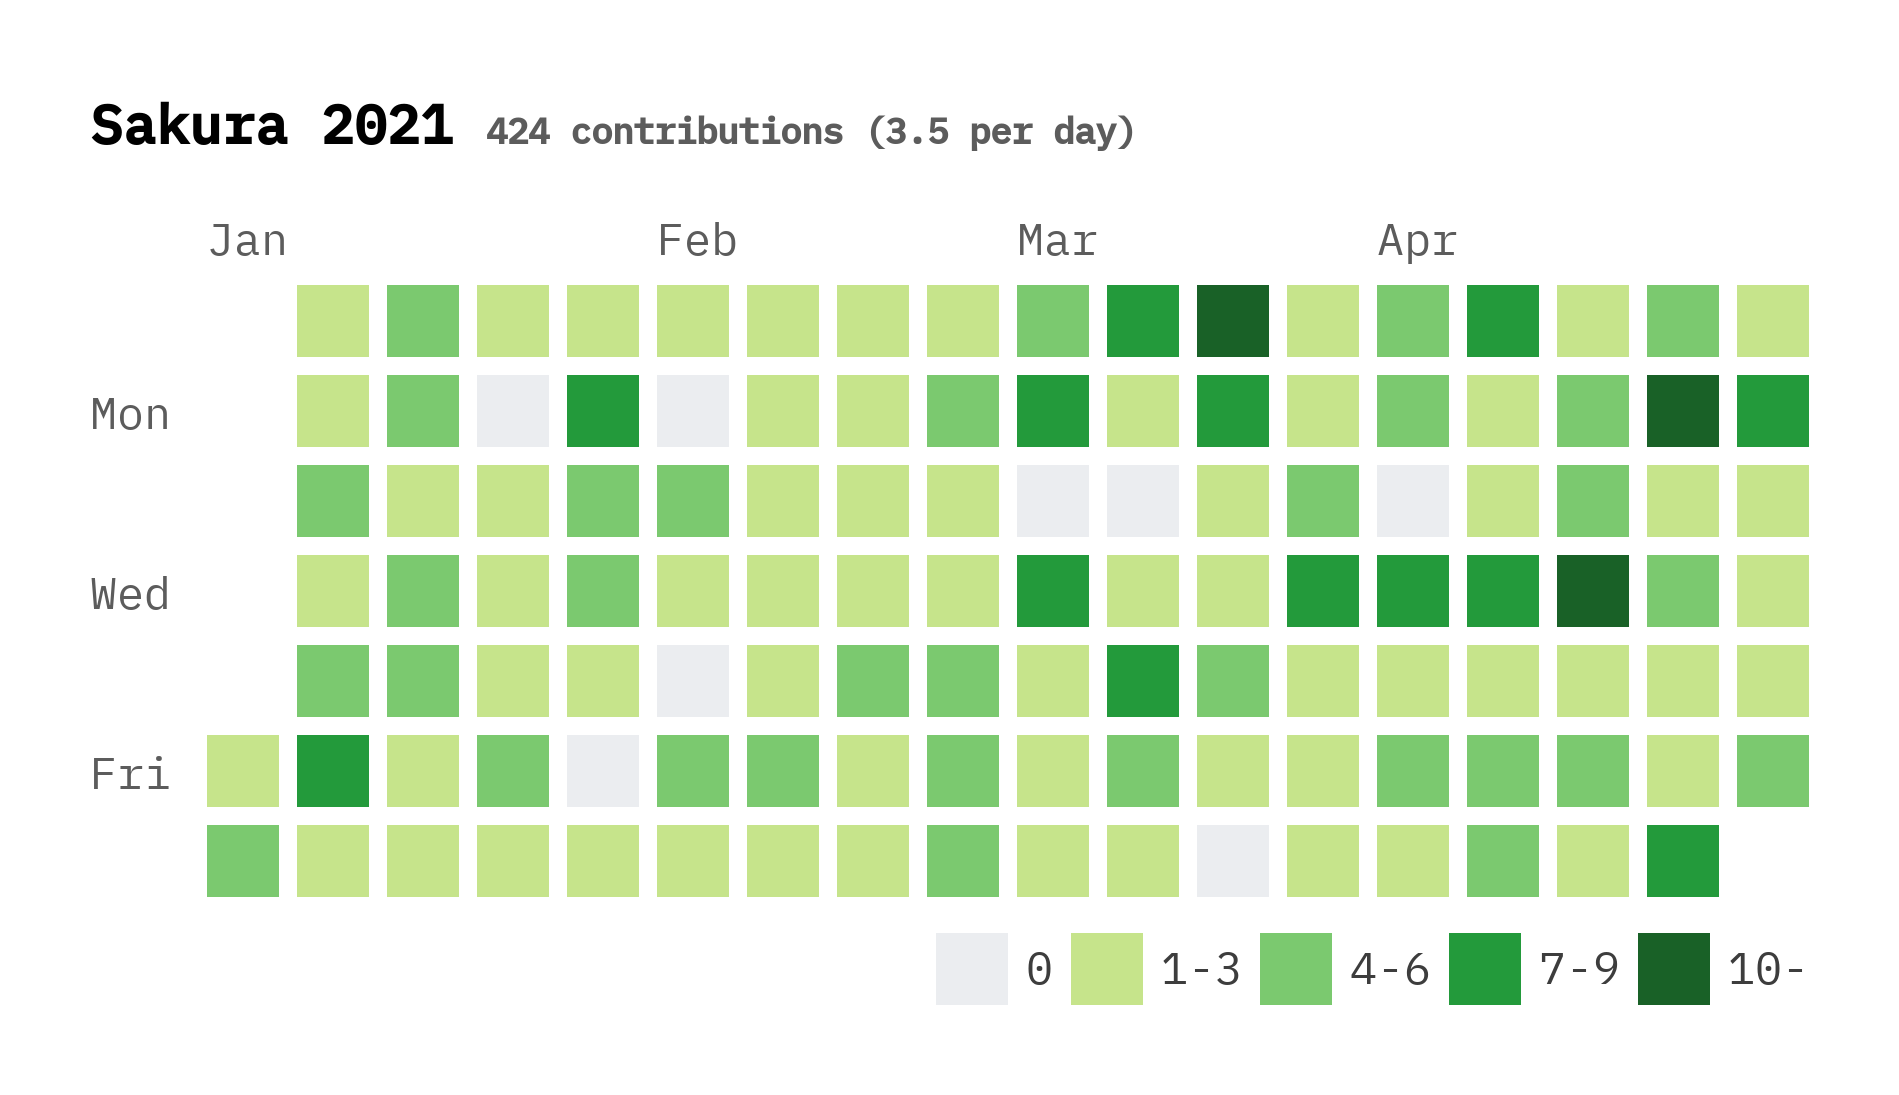 Sakura 2021 424 contributions (3.5 per day)
Jan Feb Mar Apr
Mon
Wed
Fri
0 1-3 4-6 7-9 10-